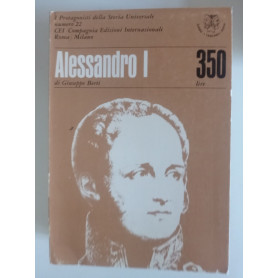 I Protagonisti della Storia Universale
numero 22
CEI Compagnia Edizioni Internazionali
Roma - Milano
Alessandro I
350
di Giuseppe Berti
lire